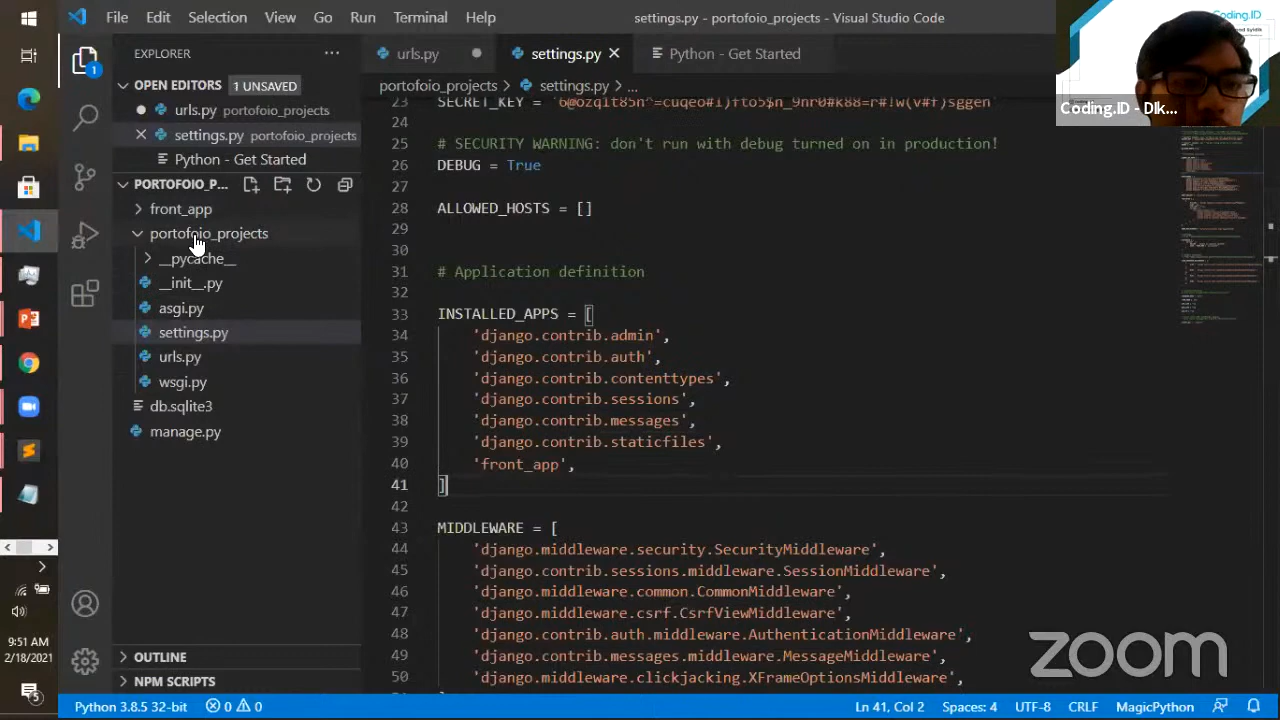 File Edit Selection View Go Run Terminal Help
settings.py - portofoio_projects - Visual Studio Code
Coding.ID
Coding.ID - DIk...
EXPLORER ...
OPEN EDITORS 1 UNSAVED
urls.py portofoio_projects
settings.py portofoio_projects
Python - Get Started
PORTOFOIO_...
front_app
portofoio_projects
__pycache__
__init__.py
asgi.py
settings.py
urls.py
wsgi.py
db.sqlite3
manage.py
OUTLINE
NPM SCRIPTS
urls.py
settings.py
Python - Get Started
portofoio_projects > settings.py > ...
23 SECRET_KEY =
24
25 # SECURITY WARNING: don't run with debug turned on in production!
26 DEBUG = True
27
28 ALLOWED_HOSTS = []
29
30
31 # Application definition
32
33 INSTALLED_APPS = [
34 'django.contrib.admin',
35 'django.contrib.auth',
36 'django.contrib.contenttypes',
37 'django.contrib.sessions',
38 'django.contrib.messages',
39 'django.contrib.staticfiles',
40 'front_app',
41 ]
42
43 MIDDLEWARE = [
44 'django.middleware.security.SecurityMiddleware',
45 'django.contrib.sessions.middleware.SessionMiddleware',
46 'django.middleware.common.CommonMiddleware',
47 'django.middleware.csrf.CsrfViewMiddleware',
48 'django.contrib.auth.middleware.AuthenticationMiddleware',
49 'django.contrib.messages.middleware.MessageMiddleware',
50 'django.middleware.clickjacking.XFrameOptionsMiddleware',
zoom
1
9:51 AM
2/18/2021
5
Python 3.8.5 32-bit 0 0
Ln 41, Col 2 Spaces: 4 UTF-8 CRLF MagicPython